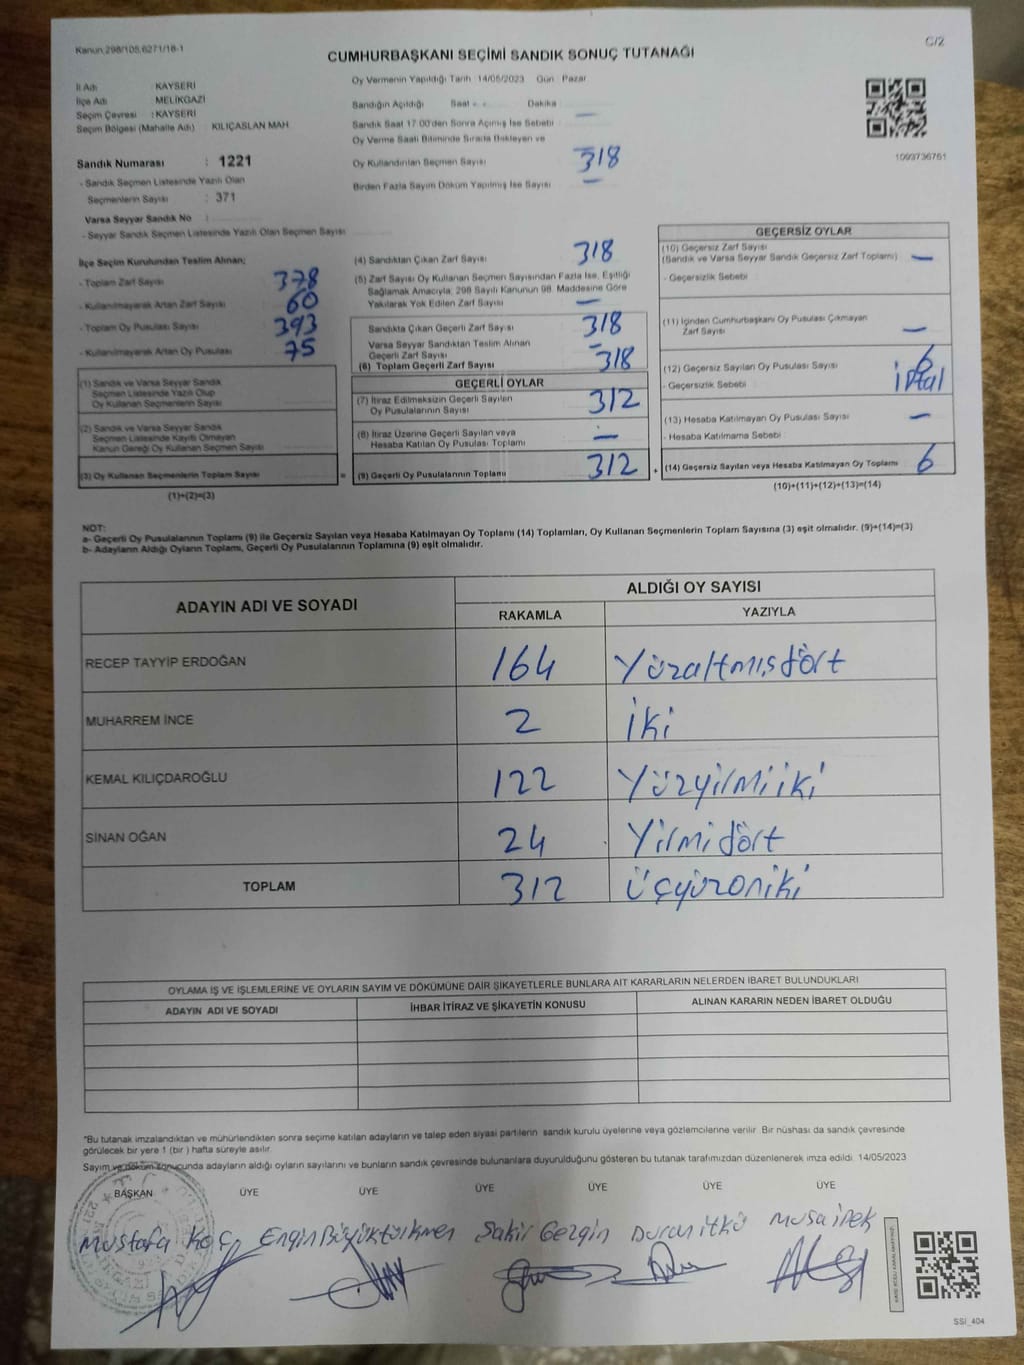 Kanun,298/105,6271/18-1
C/2
CUMHURBAŞKANI SEÇİMİ SANDIK SONUÇ TUTANAĞI
İl Adı KAYSERİ
İlçe Adı MELİKGAZİ
Seçim Çevresi : KAYSERİ
Seçim Bölgesi (Mahalle Adı) KILIÇASLAN MAH
Sandık Numarası : 1221
- Sandık Seçmen Listesinde Yazılı Olan
Seçmenlerin Sayısı : 371
Varsa Seyyar Sandık No :
- Seyyar Sandık Seçmen Listesinde Yazılı Olan Seçmen Sayısı
Oy Vermenin Yapıldığı Tarih :14/05/2023 Gün : Pazar
Sandığın Açıldığı Saat Dakika
Sandık Saat 17:00'den Sonra Açılmış İse Sebebi —
Oy Verme Saati Bitiminde Sırada Bekleyen ve
Oy Kullandırılan Seçmen Sayısı 318
Birden Fazla Sayım Döküm Yapılmış İse Sayısı —
1093736761
İlçe Seçim Kurulundan Teslim Alınan;
- Toplam Zarf Sayısı 378
- Kullanılmayarak Artan Zarf Sayısı 60
- Toplam Oy Pusulası Sayısı 393
- Kullanılmayarak Artan Oy Pusulası 75
(1) Sandık ve Varsa Seyyar Sandık
Seçmen Listesinde Yazılı Olup
Oy Kullanan Seçmenlerin Sayısı
(2) Sandık ve Varsa Seyyar Sandık
Seçmen Listesinde Kayıtlı Olmayan
Kanun Gereği Oy Kullanan Seçmen Sayısı
(3) Oy Kullanan Seçmenlerin Toplam Sayısı =
(1)+(2)=(3)
(4) Sandıktan Çıkan Zarf Sayısı 318
(5) Zarf Sayısı Oy Kullanan Seçmen Sayısından Fazla İse, Eşitliği
Sağlamak Amacıyla, 298 Sayılı Kanunun 98. Maddesine Göre
Yakılarak Yok Edilen Zarf Sayısı —
Sandıkta Çıkan Geçerli Zarf Sayısı 318
Varsa Seyyar Sandıktan Teslim Alınan
Geçerli Zarf Sayısı —
(6) Toplam Geçerli Zarf Sayısı 318
GEÇERLİ OYLAR
(7) İtiraz Edilmeksizin Geçerli Sayılan
Oy Pusulalarının Sayısı 312
(8) İtiraz Üzerine Geçerli Sayılan veya
Hesaba Katılan Oy Pusulası Toplamı —
(9) Geçerli Oy Pusulalarının Toplamı 312 +
GEÇERSİZ OYLAR
(10) Geçersiz Zarf Sayısı
(Sandık ve Varsa Seyyar Sandık Geçersiz Zarf Toplamı) —
- Geçersizlik Sebebi
(11) İçinden Cumhurbaşkanı Oy Pusulası Çıkmayan
Zarf Sayısı —
(12) Geçersiz Sayılan Oy Pusulası Sayısı 6
- Geçersizlik Sebebi iptal
(13) Hesaba Katılmayan Oy Pusulası Sayısı —
- Hesaba Katılmama Sebebi
(14) Geçersiz Sayılan veya Hesaba Katılmayan Oy Toplamı 6
(10)+(11)+(12)+(13)=(14)
NOT:
a- Geçerli Oy Pusulalarının Toplamı (9) ile Geçersiz Sayılan veya Hesaba Katılmayan Oy Toplamı (14) Toplamları, Oy Kullanan Seçmenlerin Toplam Sayısına (3) eşit olmalıdır. (9)+(14)=(3)
b- Adayların Aldığı Oyların Toplamı, Geçerli Oy Pusulalarının Toplamına (9) eşit olmalıdır.
ADAYIN ADI VE SOYADI
ALDIĞI OY SAYISI
RAKAMLA YAZIYLA
RECEP TAYYİP ERDOĞAN 164 Yüzaltmışdört
MUHARREM İNCE 2 iki
KEMAL KILIÇDAROĞLU 122 Yüzyirmiiki
SİNAN OĞAN 24 Yirmidört
TOPLAM 312 Üçyüzoniki
OYLAMA İŞ VE İŞLEMLERİNE VE OYLARIN SAYIM VE DÖKÜMÜNE DAİR ŞİKAYETLERLE BUNLARA AİT KARARLARIN NELERDEN İBARET BULUNDUKLARI
ADAYIN ADI VE SOYADI İHBAR İTİRAZ VE ŞİKAYETİN KONUSU ALINAN KARARIN NEDEN İBARET OLDUĞU
*Bu tutanak imzalandıktan ve mühürlendikten sonra seçime katılan adayların ve talep eden siyasi partilerin sandık kurulu üyelerine veya gözlemcilerine verilir. Bir nüshası da sandık çevresinde
görülecek bir yere 1 (bir) hafta süreyle asılır.
Sayım ve döküm sonucunda adayların aldığı oyların sayılarını ve bunların sandık çevresinde bulunanlara duyurulduğunu gösteren bu tutanak tarafımızdan düzenlenerek imza edildi. 14/05/2023
BAŞKAN ÜYE ÜYE ÜYE ÜYE ÜYE ÜYE
Mustafa Koç Engin Büyüktürkmen Şakir Gezgin Duran itkü Musa ipek
SSİ_404